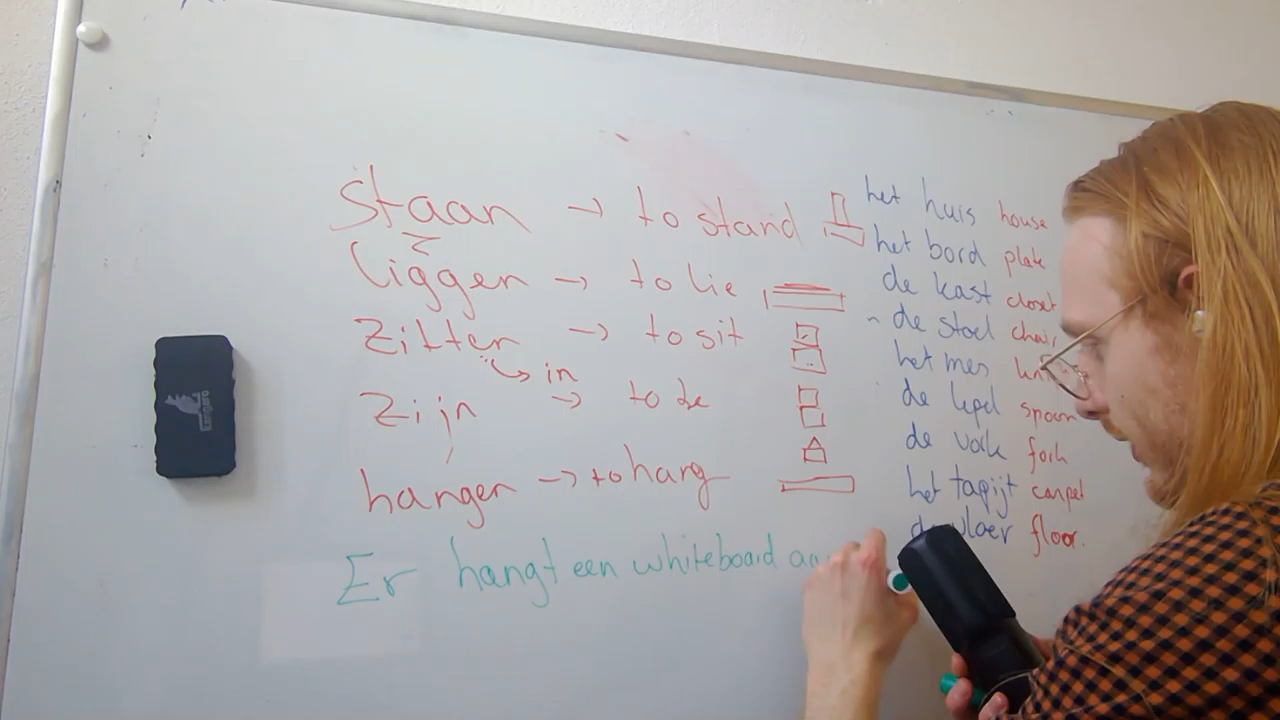 staan → to stand
liggen → to lie
zitten → to sit
in
zijn → to be
hangen → to hang
Er hangt een whiteboard
het huis house
het bord plate
de kast closet
de stoel chair
het mes
de lepel spoon
de vork fork
het tapijt carpet
de vloer floor.